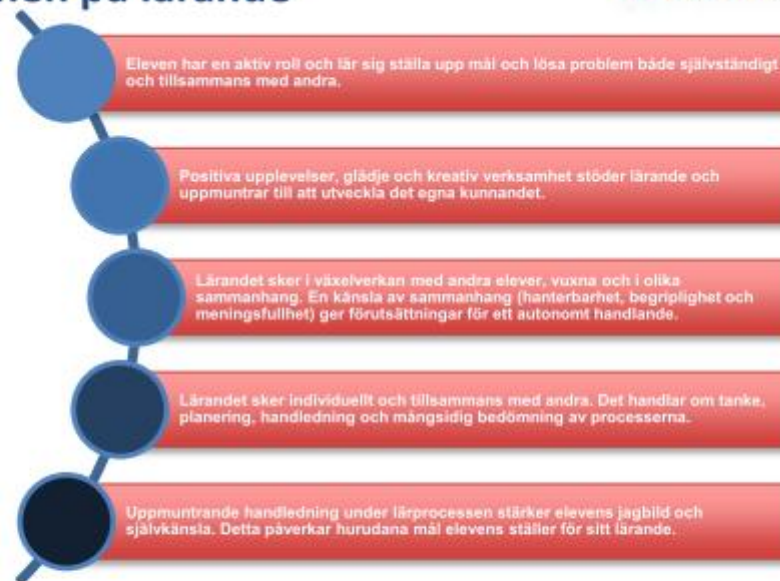 på lärande
Eleven har en aktiv roll och lär sig ställa upp mål och lösa problem både självständigt
och tillsammans med andra.
Positiva upplevelser, glädje och kreativ verksamhet stöder lärande och
uppmuntrar till att utveckla det egna kunnandet.
Lärandet sker i växelverkan med andra elever, vuxna och i olika
sammanhang. En känsla av sammanhang (hanterbarhet, begriplighet och
meningsfullhet) ger förutsättningar för ett autonomt handlande.
Lärandet sker individuellt och tillsammans med andra. Det handlar om tanke,
planering, handledning och mångsidig bedömning av processerna.
Uppmuntrande handledning under lärprocessen stärker elevens jagbild och
självkänsla. Detta påverkar hurudana mål elevens ställer för sitt lärande.